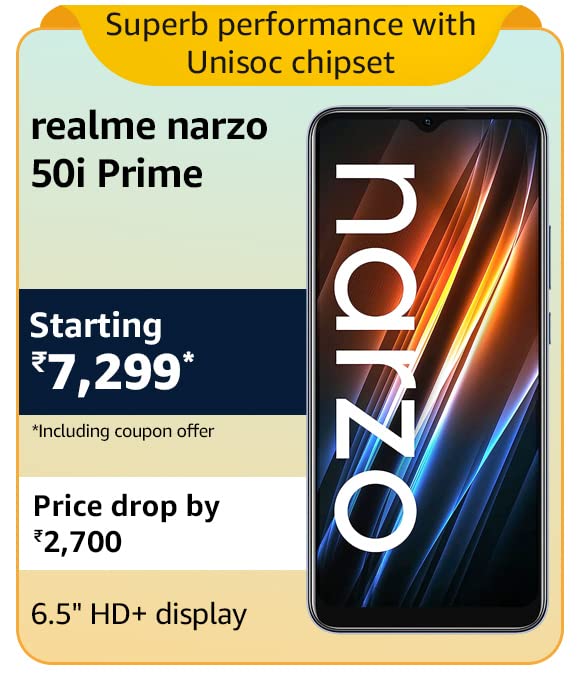 Superb performance with
Unisoc chipset
realme narzo
50i Prime
narzo
Starting
₹7,299*
*Including coupon offer
Price drop by
₹2,700
6.5" HD+ display